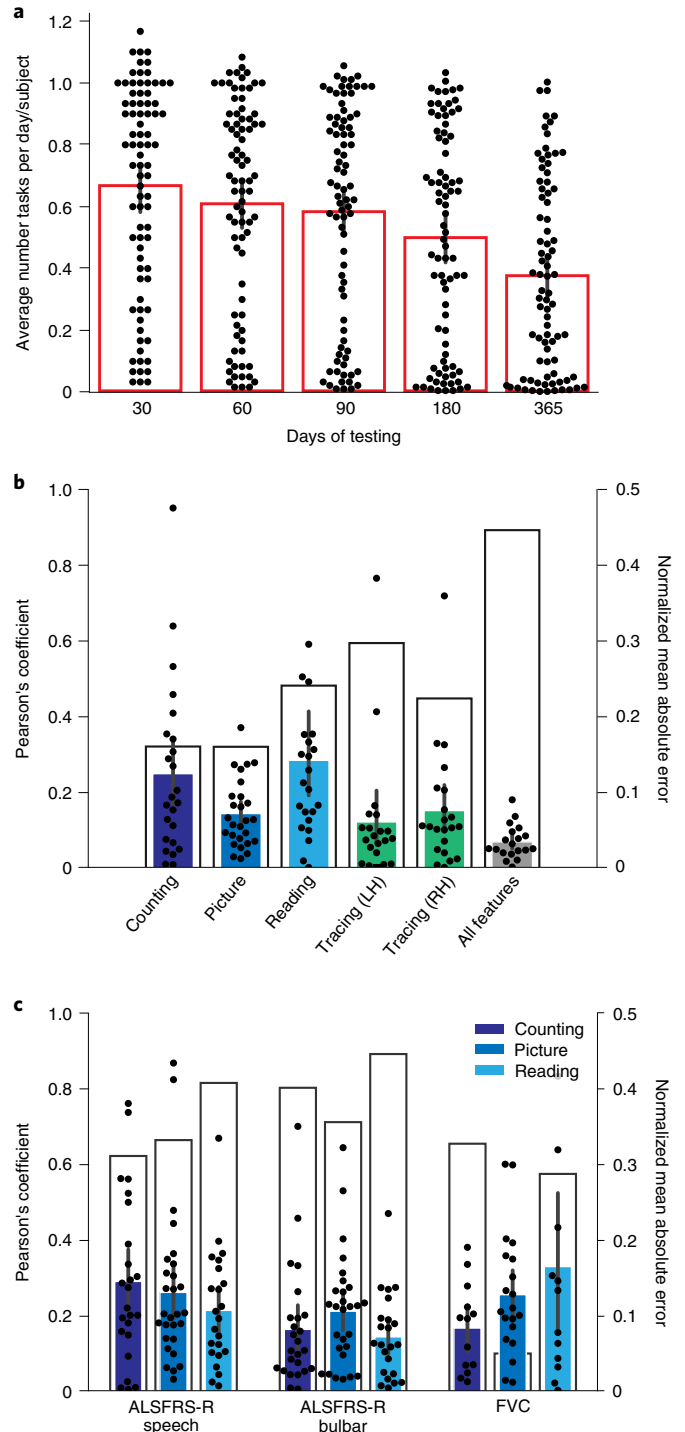 a
Average number tasks per day/subject
1.2
1.0
0.8
0.6
0.4
0.2
0
30 60 90 180 365
Days of testing
b
Pearson's coefficient
1.0
0.8
0.6
0.4
0.2
0
0.5
0.4
0.3
0.2
0.1
0
Normalized mean absolute error
Counting
Picture
Reading
Tracing (LH)
Tracing (RH)
All features
c
Pearson's coefficient
1.0
0.8
0.6
0.4
0.2
0
Counting
Picture
Reading
0.5
0.4
0.3
0.2
0.1
0
Normalized mean absolute error
ALSFRS-R
speech
ALSFRS-R
bulbar
FVC